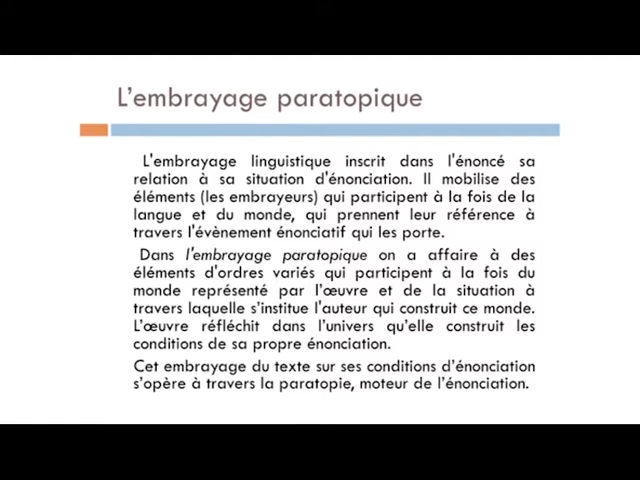 L'embrayage paratopique
L'embrayage linguistique inscrit dans l'énoncé sa
relation à sa situation d'énonciation. Il mobilise des
éléments (les embrayeurs) qui participent à la fois de la
langue et du monde, qui prennent leur référence à
travers l'évènement énonciatif qui les porte.
Dans l'embrayage paratopique on a affaire à des
éléments d'ordres variés qui participent à la fois du
monde représenté par l'œuvre et de la situation à
travers laquelle s'institue l'auteur qui construit ce monde.
L'œuvre réfléchit dans l'univers qu'elle construit les
conditions de sa propre énonciation.
Cet embrayage du texte sur ses conditions d'énonciation
s'opère à travers la paratopie, moteur de l'énonciation.